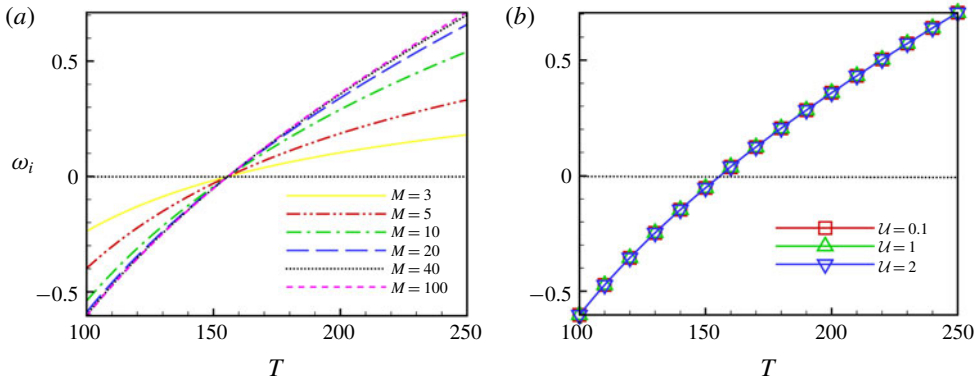 (a)
0.5
ω_i
0
−0.5
M = 3
M = 5
M = 10
M = 20
M = 40
M = 100
100 150 200 250
T
(b)
0.5
0
−0.5
𝒰 = 0.1
𝒰 = 1
𝒰 = 2
100 150 200 250
T